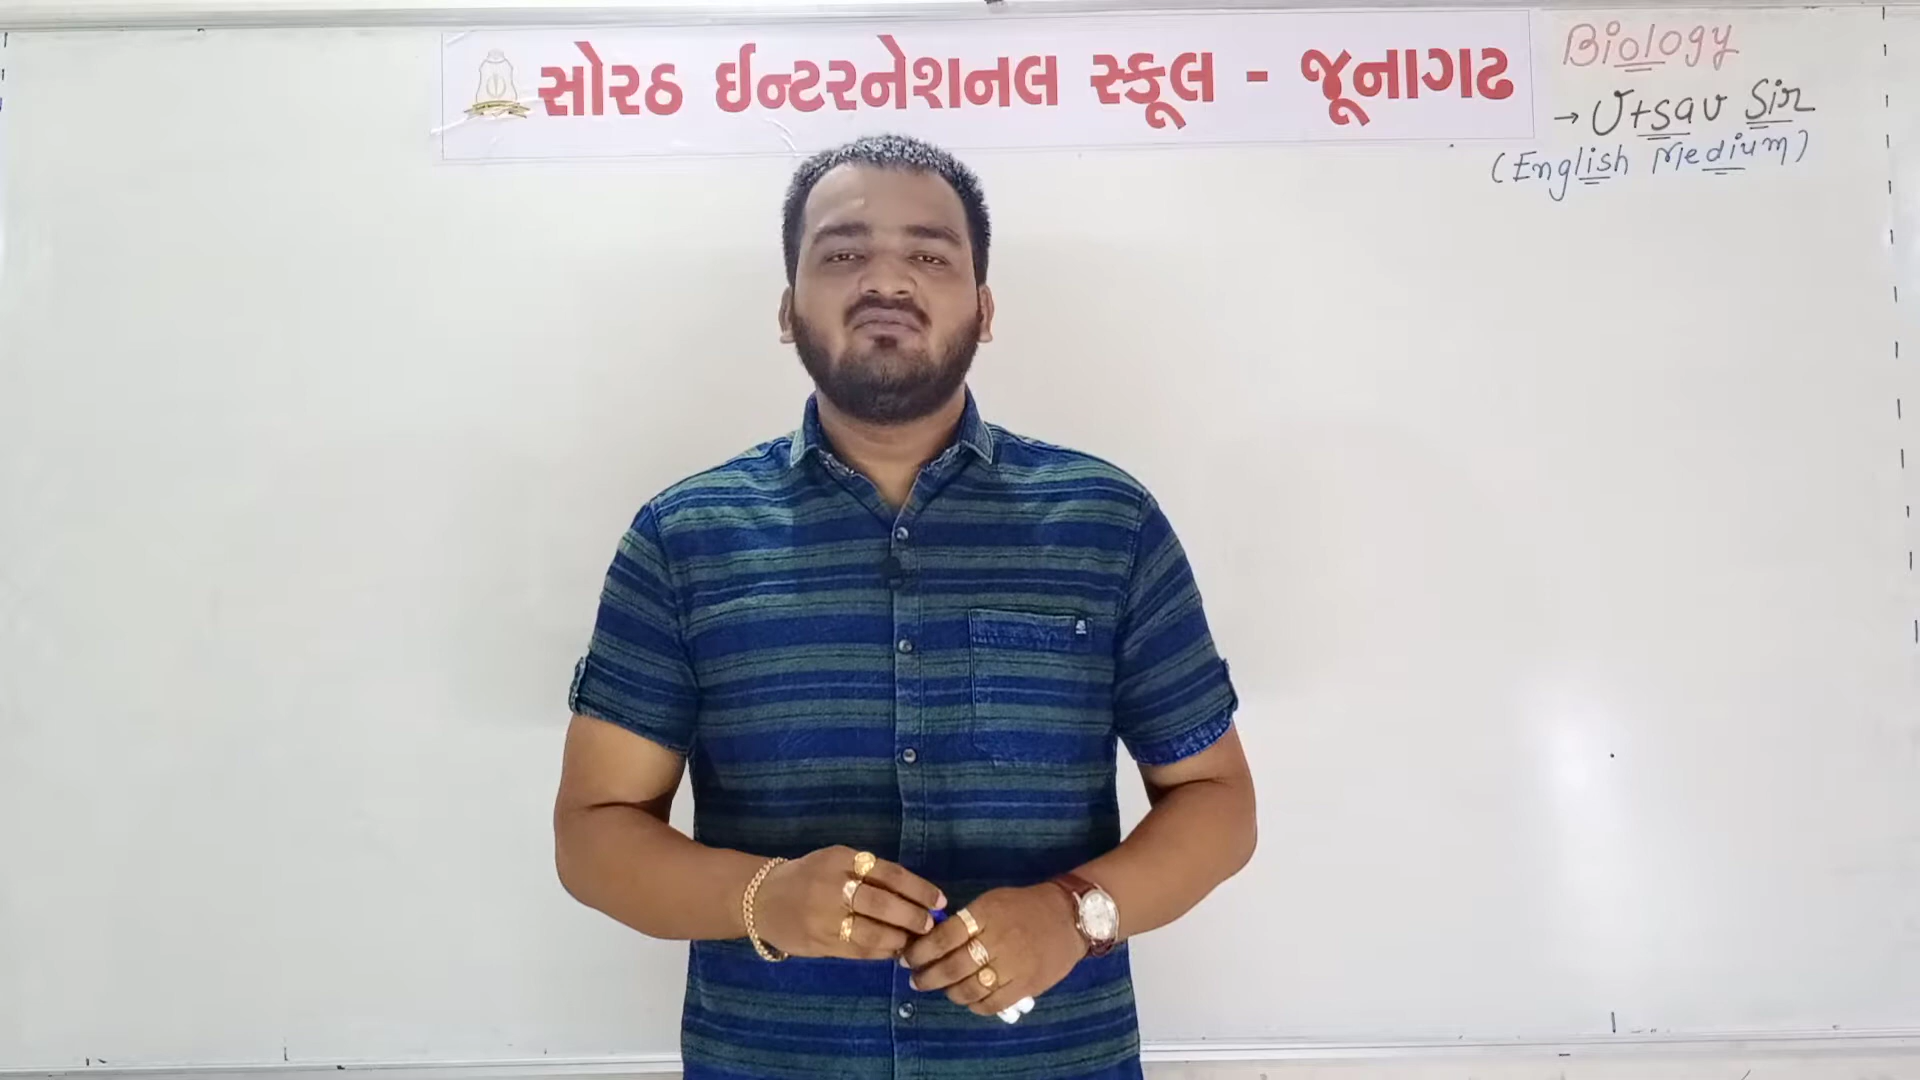 સોરઠ ઈન્ટરનેશનલ સ્કૂલ - જૂનાગઢ
Biology
→ Utsav Sir
(English Medium)